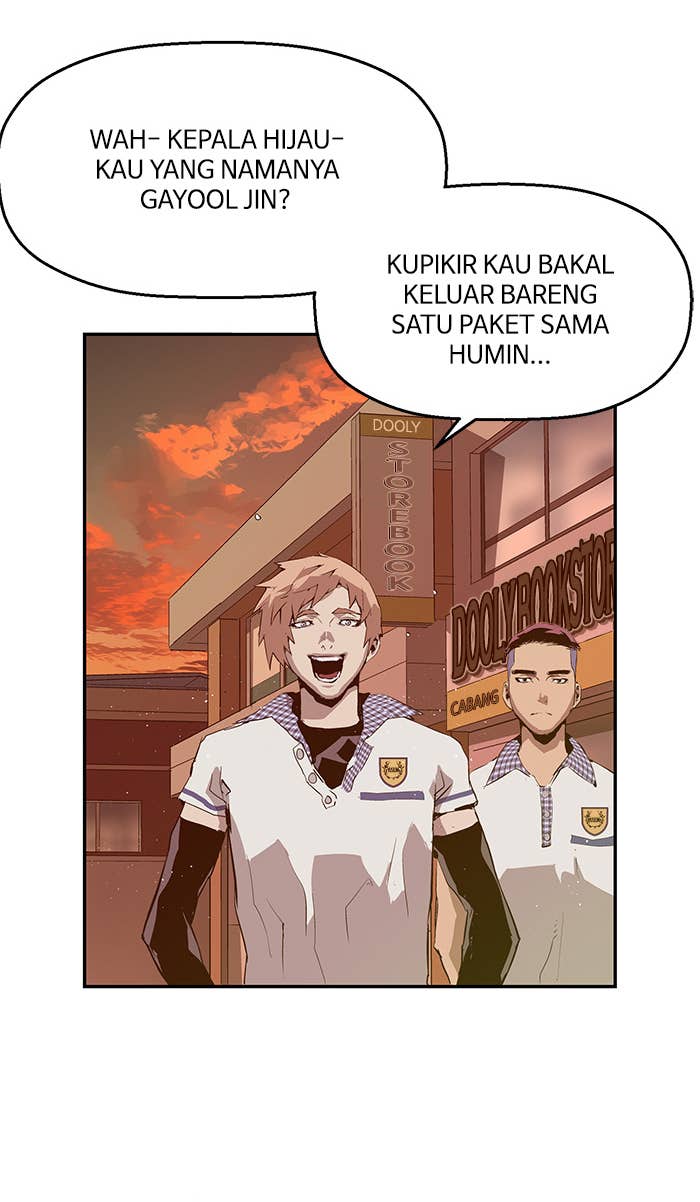 WAH- KEPALA HIJAU-
KAU YANG NAMANYA
GAYOOL JIN?
KUPIKIR KAU BAKAL
KELUAR BARENG
SATU PAKET SAMA
HUMIN...
DOOLY
STOREBOOK
DOOLYBOOKSTOR
CABANG